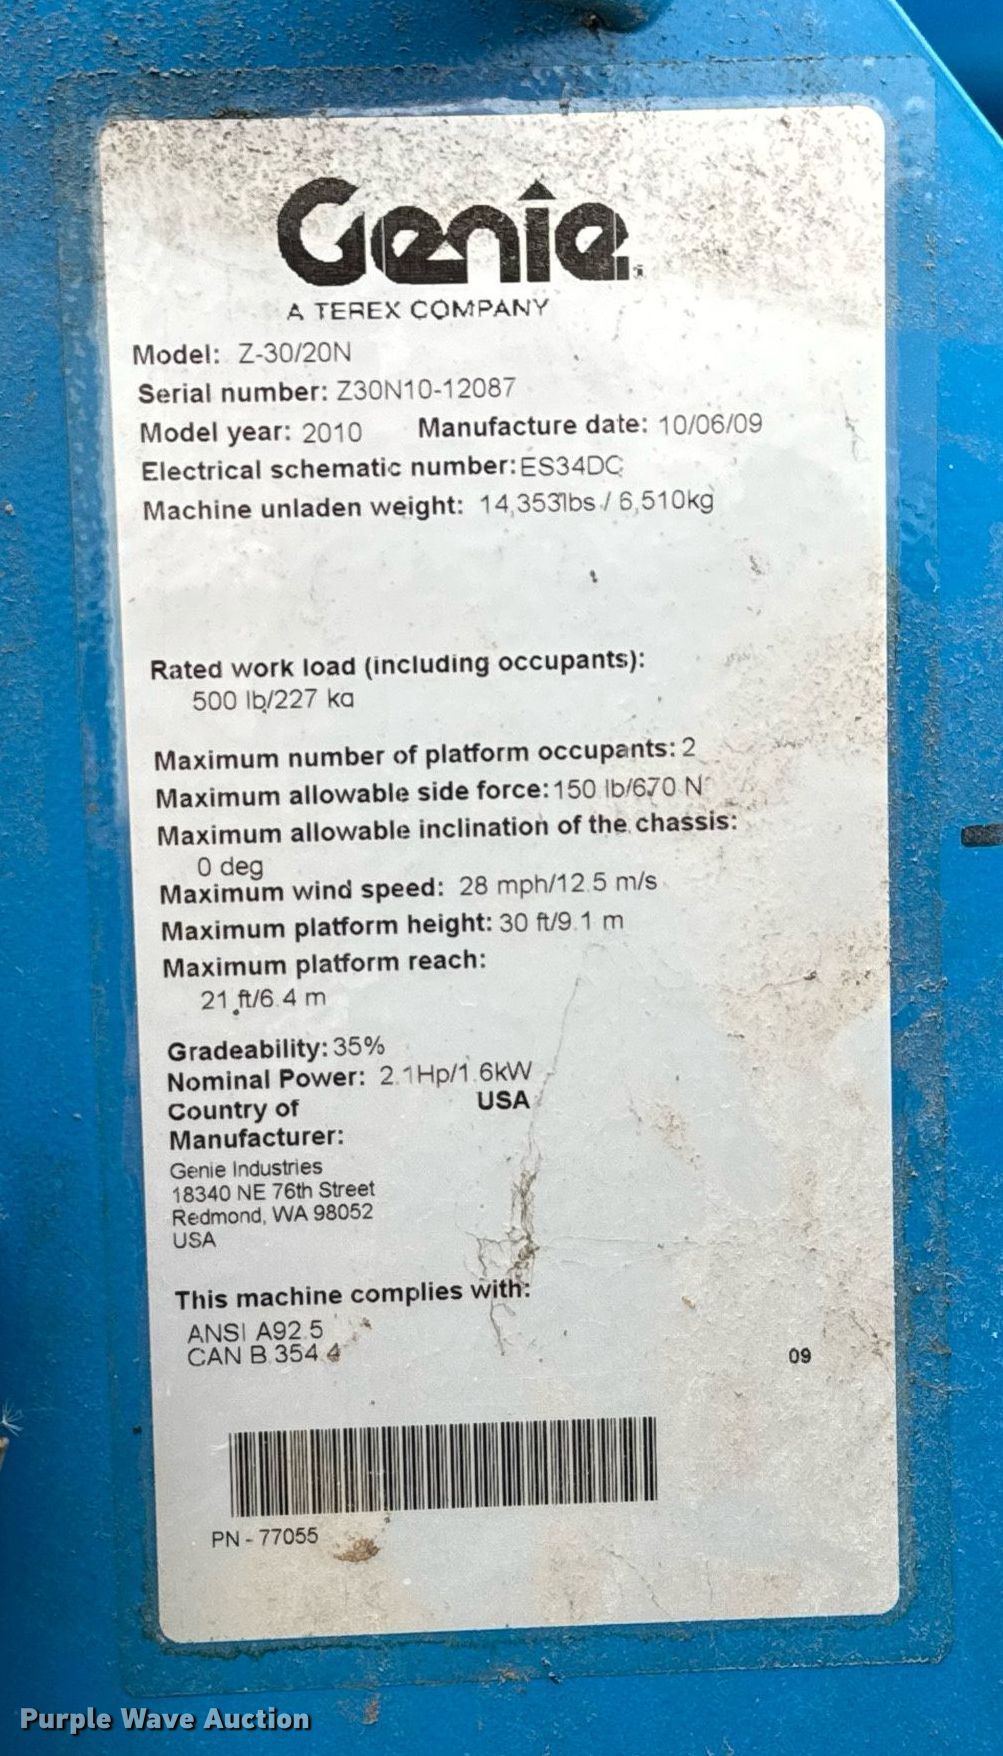 Genie
A TEREX COMPANY
Model: Z-30/20N
Serial number: Z30N10-12087
Model year: 2010 Manufacture date: 10/06/09
Electrical schematic number: ES34DC
Machine unladen weight: 14,353lbs / 6,510kg
Rated work load (including occupants):
500 lb/227 kg
Maximum number of platform occupants: 2
Maximum allowable side force: 150 lb/670 N
Maximum allowable inclination of the chassis:
0 deg
Maximum wind speed: 28 mph/12.5 m/s
Maximum platform height: 30 ft/9.1 m
Maximum platform reach:
21 ft/6.4 m
Gradeability: 35%
Nominal Power: 2.1Hp/1.6kW
Country of USA
Manufacturer:
Genie Industries
18340 NE 76th Street
Redmond, WA 98052
USA
This machine complies with:
ANSI A92.5
CAN B.354.4
09
PN - 77055
Purple Wave Auction